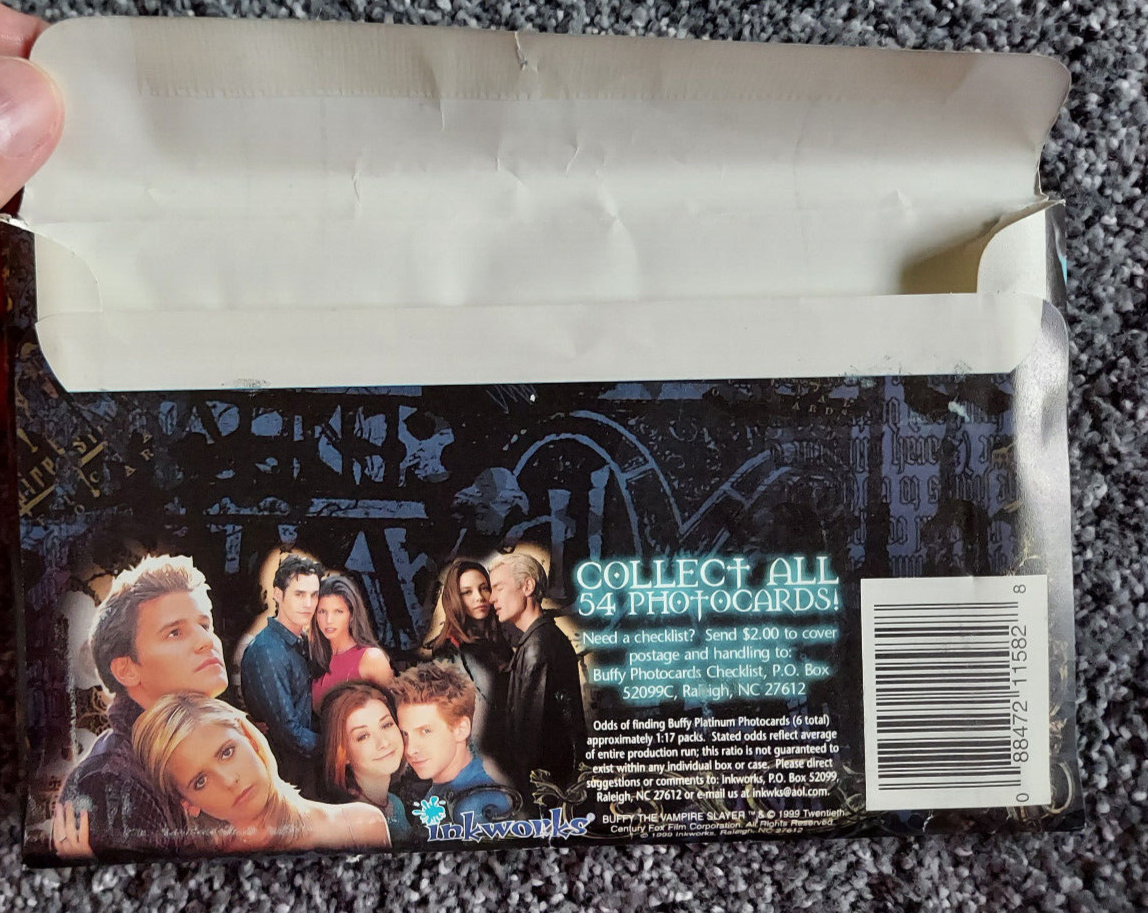 COLLECT ALL
54 PHOTOCARDS!
Need a checklist? Send $2.00 to cover
postage and handling to:
Buffy Photocards Checklist, P.O. Box
52099C, Raleigh, NC 27612
Odds of finding Buffy Platinum Photocards (6 total)
approximately 1:17 packs. Stated odds reflect average
of entire production run; this ratio is not guaranteed to
exist within any individual box or case. Please direct
suggestions or comments to: Inkworks, P.O. Box 52099,
Raleigh, NC 27612 or e-mail us at inkwks@aol.com.
BUFFY THE VAMPIRE SLAYER ™ & © 1999 Twentieth
Century Fox Film Corporation. All Rights Reserved.
© 1999 Inkworks, Raleigh, NC 27612
inkworks®
0 88472 11582 8